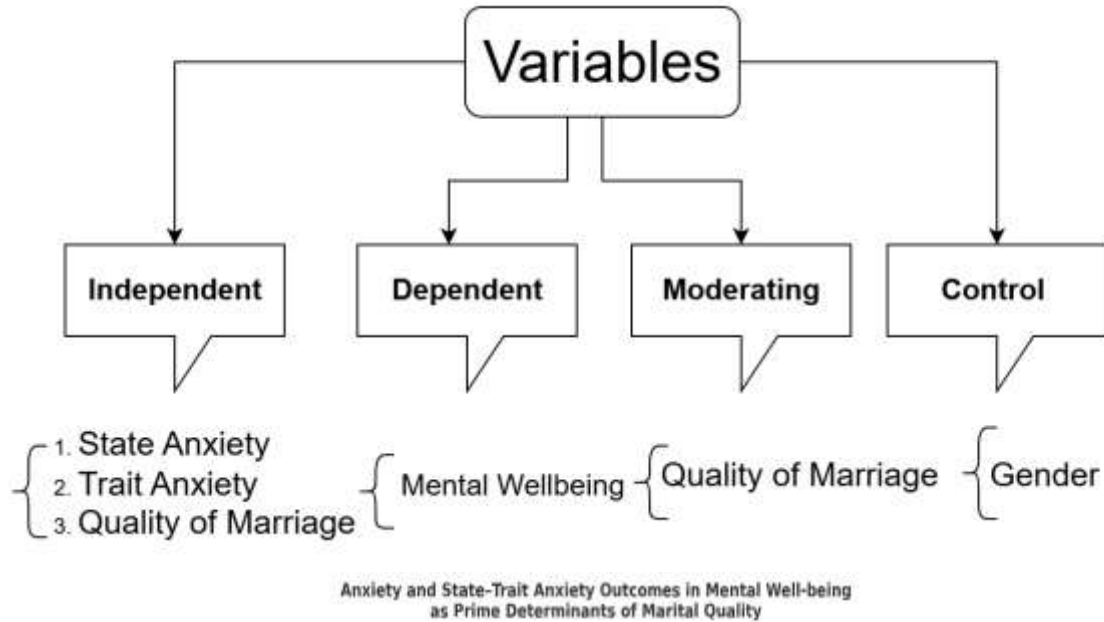 Variables
Independent
Dependent
Moderating
Control
1. State Anxiety
2. Trait Anxiety
3. Quality of Marriage
Mental Wellbeing
Quality of Marriage
Gender
Anxiety and State-Trait Anxiety Outcomes in Mental Well-being
as Prime Determinants of Marital Quality